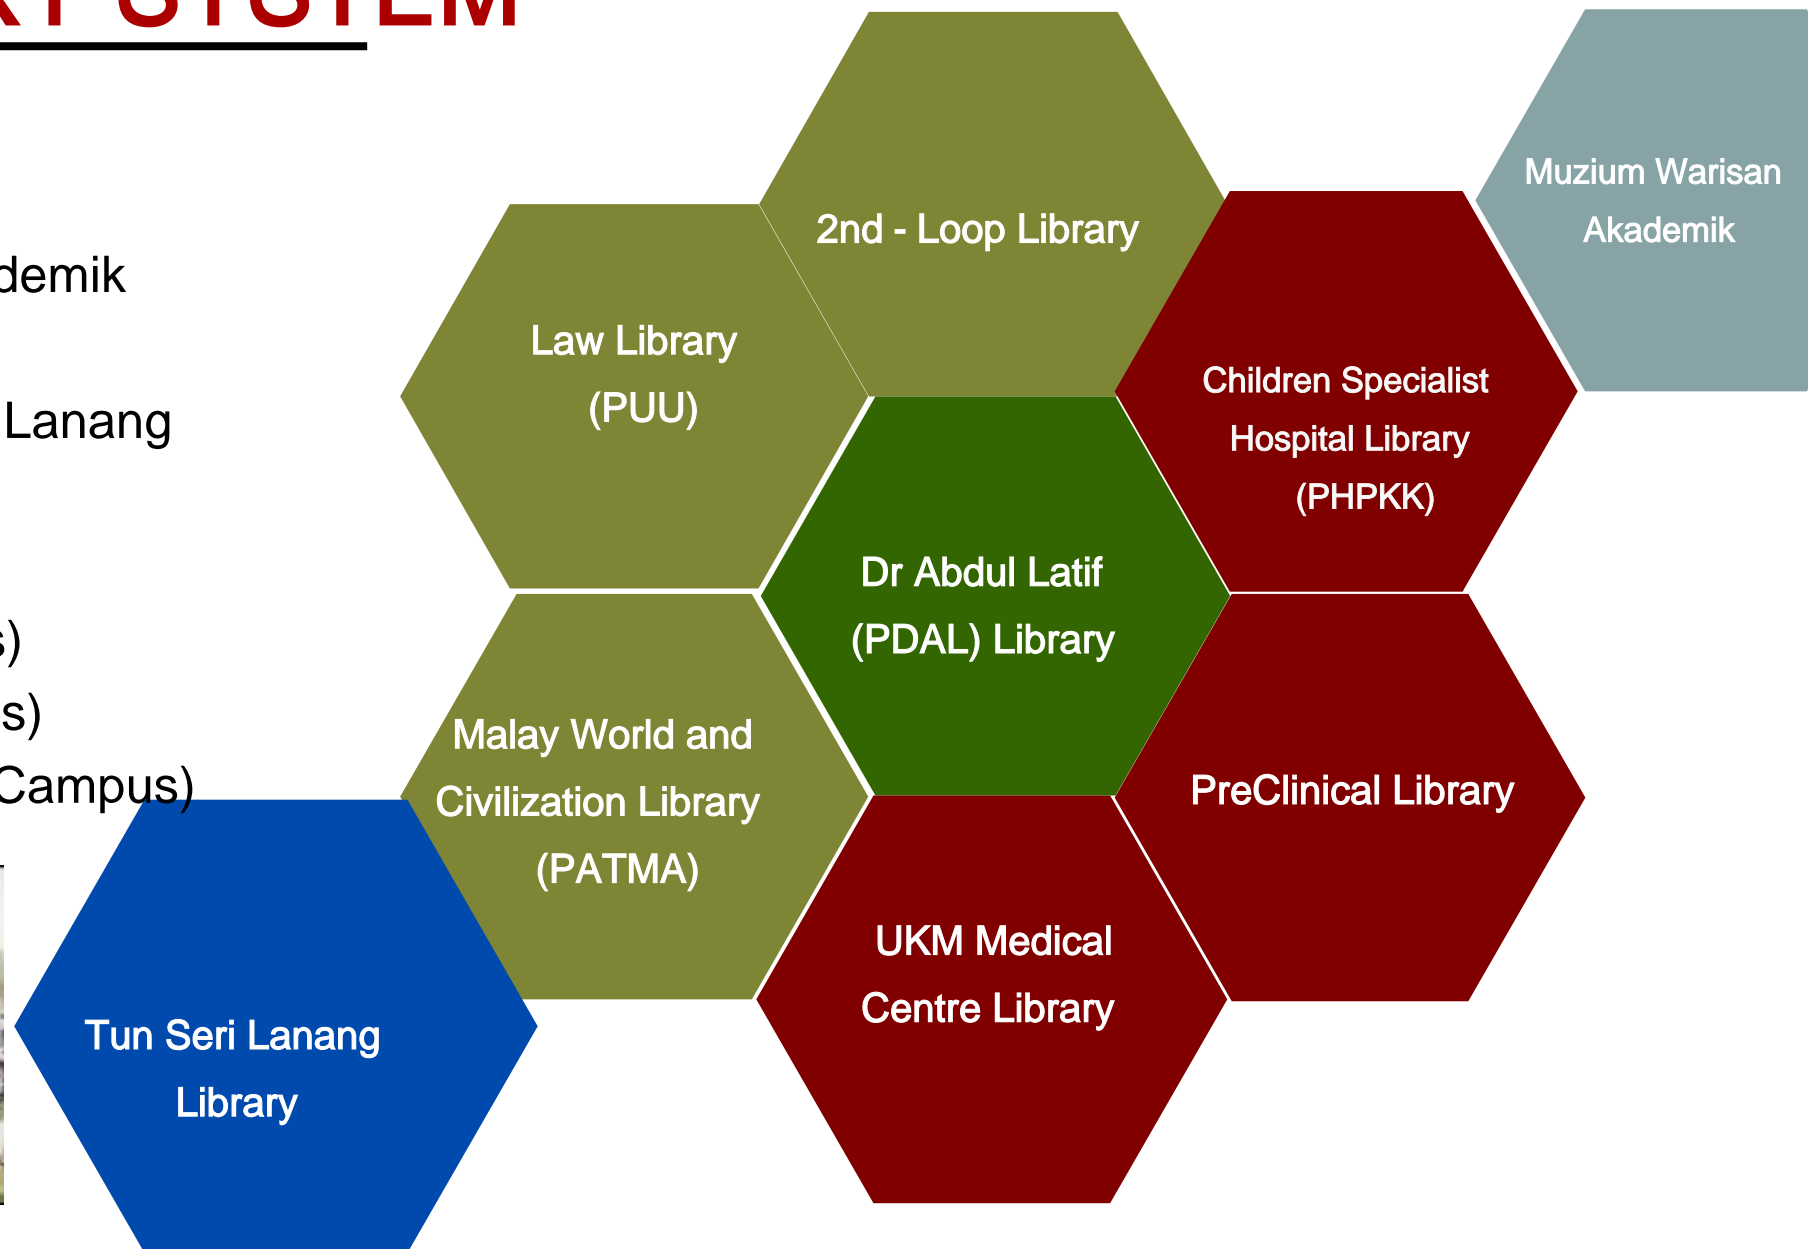 SYSTEM
demik
Lanang
s)
s)
Campus)
2nd - Loop Library
Muzium Warisan
Akademik
Law Library
(PUU)
Children Specialist
Hospital Library
(PHPKK)
Dr Abdul Latif
(PDAL) Library
Malay World and
Civilization Library
(PATMA)
PreClinical Library
UKM Medical
Centre Library
Tun Seri Lanang
Library